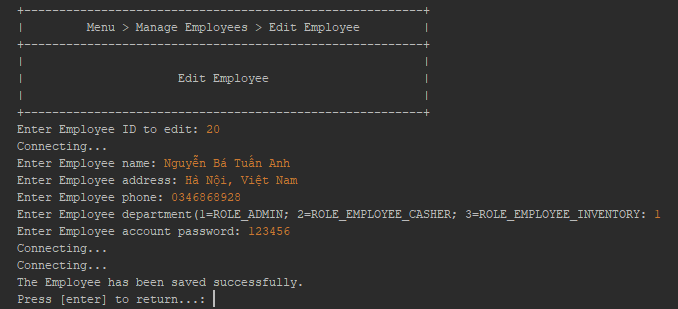 Menu > Manage Employees > Edit Employee
Edit Employee
Enter Employee ID to edit: 20
Connecting...
Enter Employee name: Nguyễn Bá Tuấn Anh
Enter Employee address: Hà Nội, Việt Nam
Enter Employee phone: 0346868928
Enter Employee department(1=ROLE_ADMIN; 2=ROLE_EMPLOYEE_CASHER; 3=ROLE_EMPLOYEE_INVENTORY: 1
Enter Employee account password: 123456
Connecting...
Connecting...
The Employee has been saved successfully.
Press [enter] to return...: